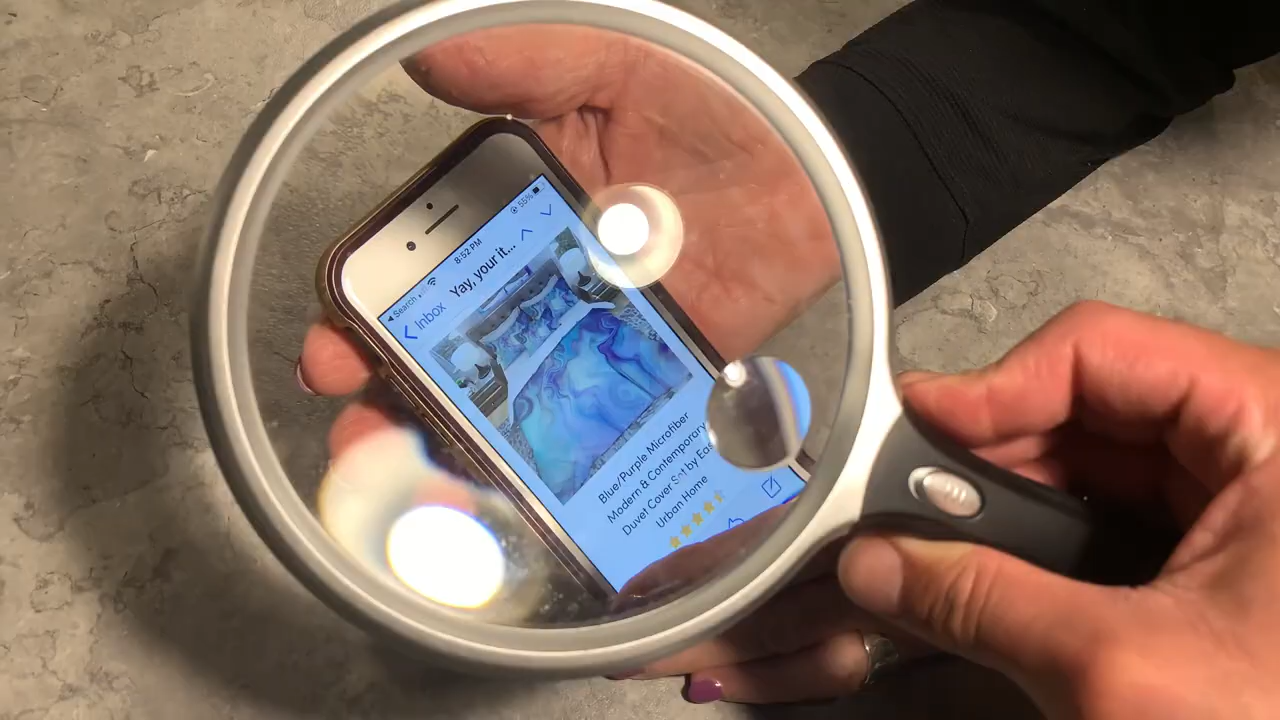 Search
8:52 PM
55%
Inbox
Yay, your it...
Blue/Purple Microfiber
Modern & Contemporary
Duvet Cover Set by Eas
Urban Home